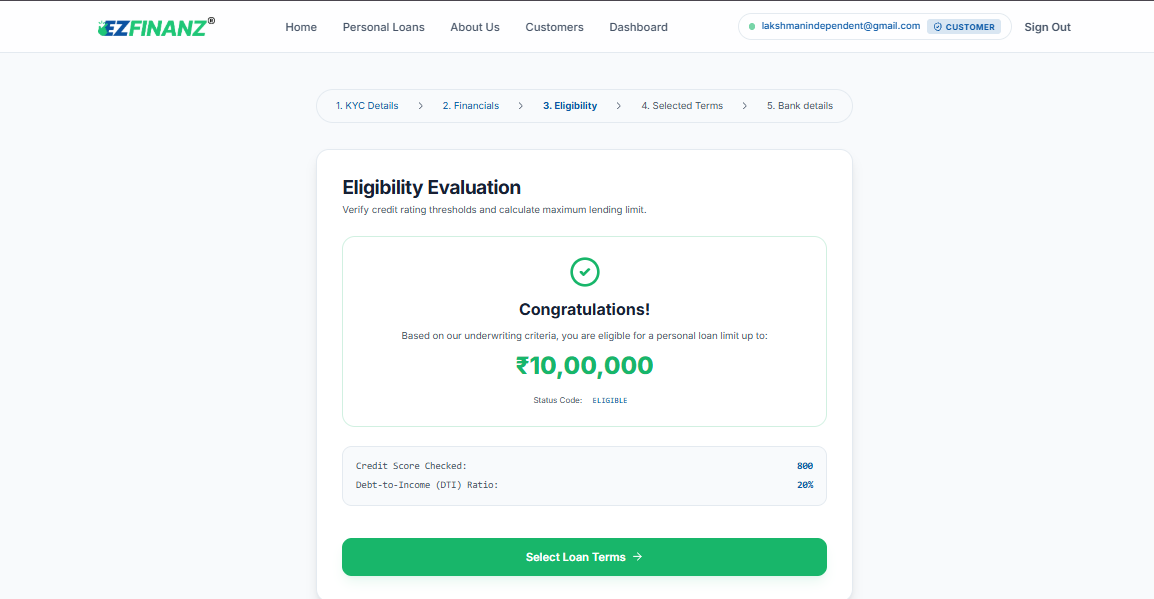 EZFINANZ®
Home Personal Loans About Us Customers Dashboard lakshmanindependent@gmail.com CUSTOMER Sign Out
1. KYC Details > 2. Financials > 3. Eligibility > 4. Selected Terms > 5. Bank details
Eligibility Evaluation
Verify credit rating thresholds and calculate maximum lending limit.
Congratulations!
Based on our underwriting criteria, you are eligible for a personal loan limit up to:
₹10,00,000
Status Code: ELIGIBLE
Credit Score Checked: 800
Debt-to-Income (DTI) Ratio: 20%
Select Loan Terms →